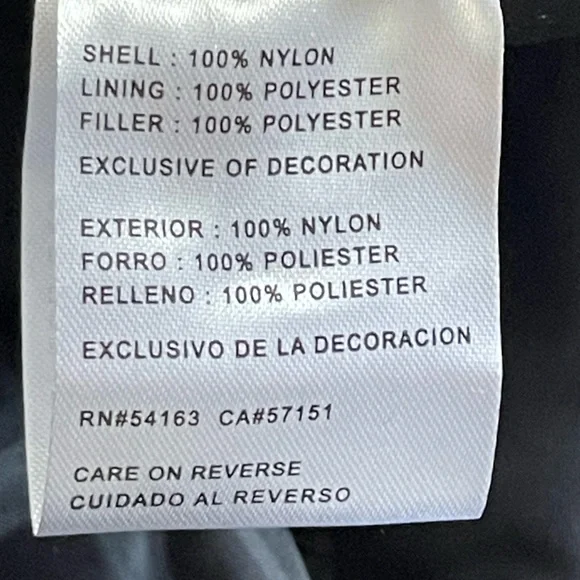 SHELL : 100% NYLON
LINING : 100% POLYESTER
FILLER : 100% POLYESTER
EXCLUSIVE OF DECORATION
EXTERIOR : 100% NYLON
FORRO : 100% POLIESTER
RELLENO : 100% POLIESTER
EXCLUSIVO DE LA DECORACION
RN#54163 CA#57151
CARE ON REVERSE
CUIDADO AL REVERSO